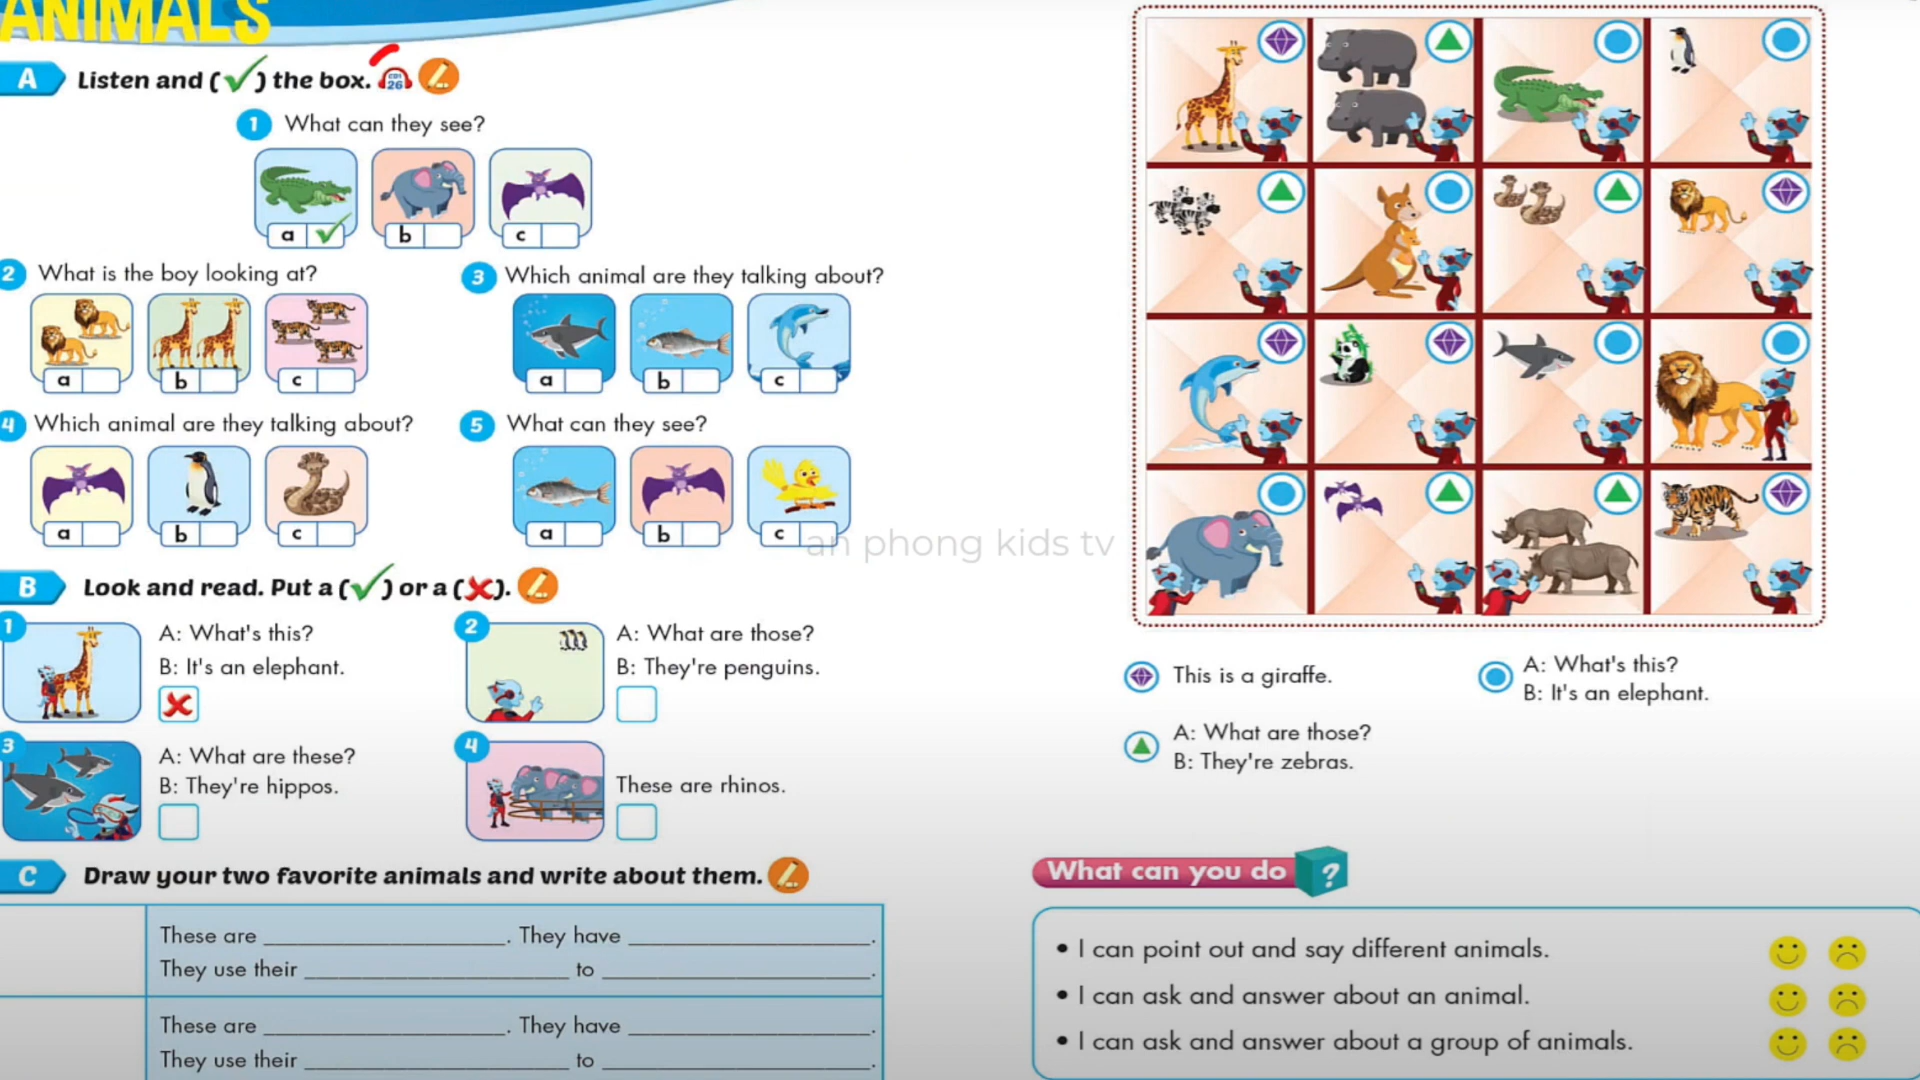 ANIMALS
A Listen and (✓) the box. CD1 26
1 What can they see?
a ✓ b c
2 What is the boy looking at?
a b c
3 Which animal are they talking about?
a b c
4 Which animal are they talking about?
a b c
5 What can they see?
a b c
B Look and read. Put a (✓) or a (✗).
1 A: What's this?
B: It's an elephant.
✗
2 A: What are those?
B: They're penguins.
3 A: What are these?
B: They're hippos.
4 These are rhinos.
C Draw your two favorite animals and write about them.
These are ____________. They have ____________.
They use their ____________ to ____________.
These are ____________. They have ____________.
They use their ____________ to ____________.
an phong kids tv
This is a giraffe.
A: What's this?
B: It's an elephant.
A: What are those?
B: They're zebras.
What can you do ?
• I can point out and say different animals.
• I can ask and answer about an animal.
• I can ask and answer about a group of animals.